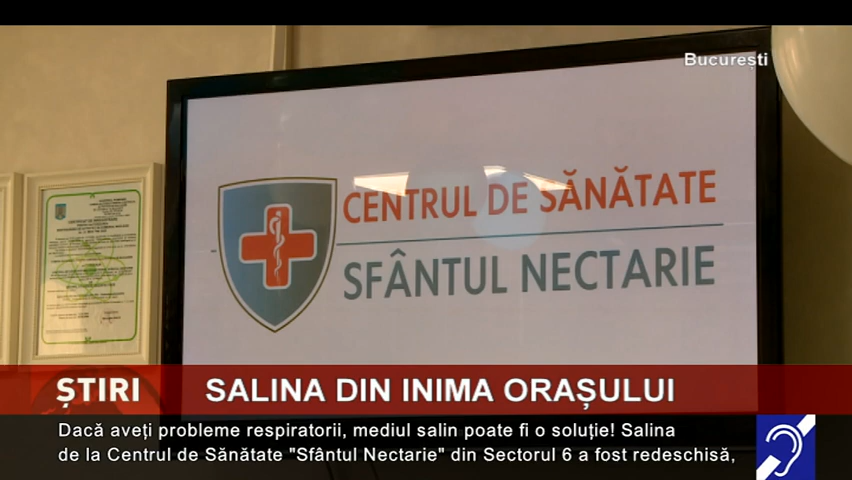 București
CENTRUL DE SĂNĂTATE
SFÂNTUL NECTARIE
ȘTIRI
SALINA DIN INIMA ORAȘULUI
Dacă aveți probleme respiratorii, mediul salin poate fi o soluție! Salina
de la Centrul de Sănătate "Sfântul Nectarie" din Sectorul 6 a fost redeschisă,